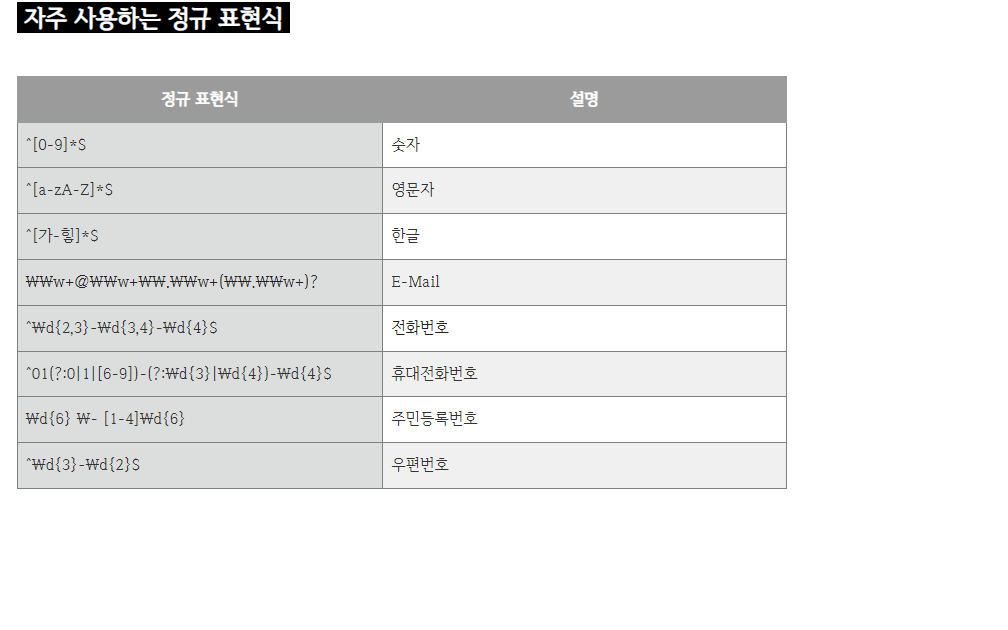 자주 사용하는 정규 표현식
정규 표현식 설명
^[0-9]*$ 숫자
^[a-zA-Z]*$ 영문자
^[가-힣]*$ 한글
₩₩w+@₩₩w+₩₩.₩₩w+(₩₩.₩₩w+)? E-Mail
^₩d{2,3}-₩d{3,4}-₩d{4}$ 전화번호
^01(?:0|1|[6-9])-(?:₩d{3}|₩d{4})-₩d{4}$ 휴대전화번호
₩d{6} ₩- [1-4]₩d{6} 주민등록번호
^₩d{3}-₩d{2}$ 우편번호